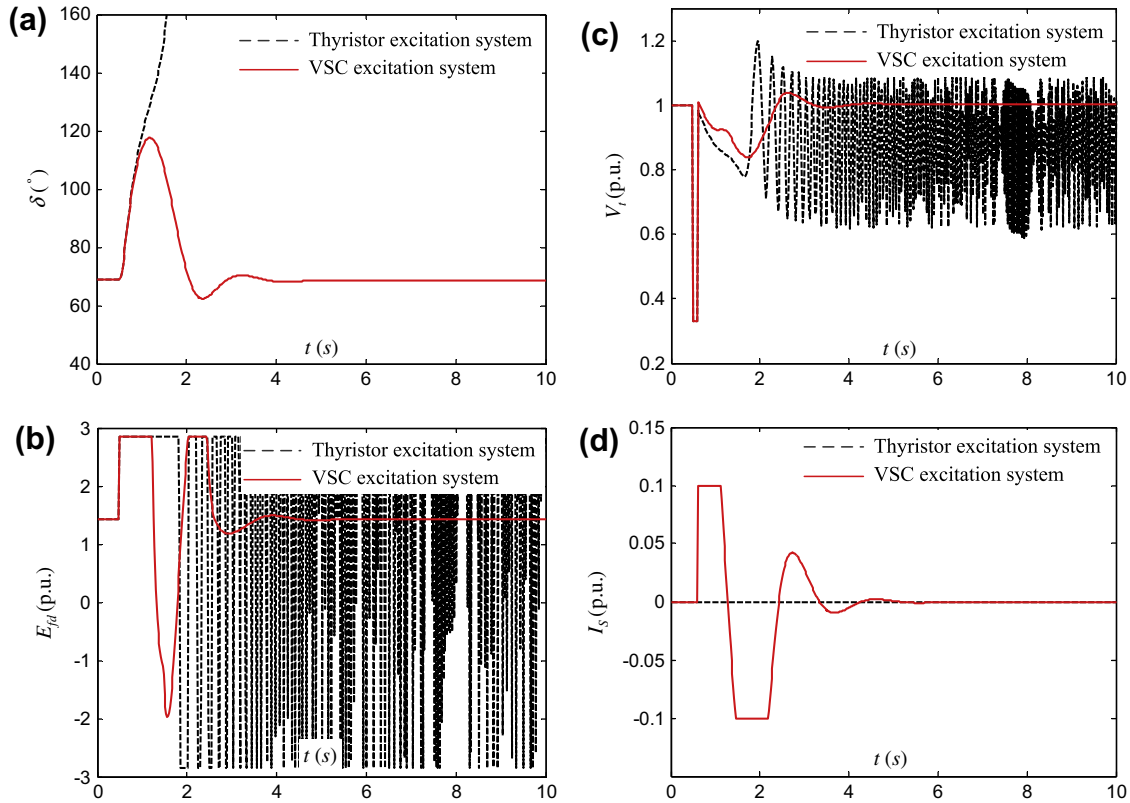 (a)
160
140
120
100
80
60
40
δ (°)
Thyristor excitation system
VSC excitation system
t (s)
0 2 4 6 8 10
(c)
1.2
1
0.8
0.6
0.4
0.2
Vt (p.u.)
Thyristor excitation system
VSC excitation system
t (s)
0 2 4 6 8 10
(b)
3
2
1
0
-1
-2
-3
Efd (p.u.)
Thyristor excitation system
VSC excitation system
t (s)
0 2 4 6 8 10
(d)
0.15
0.1
0.05
0
-0.05
-0.1
IS (p.u.)
Thyristor excitation system
VSC excitation system
t (s)
0 2 4 6 8 10